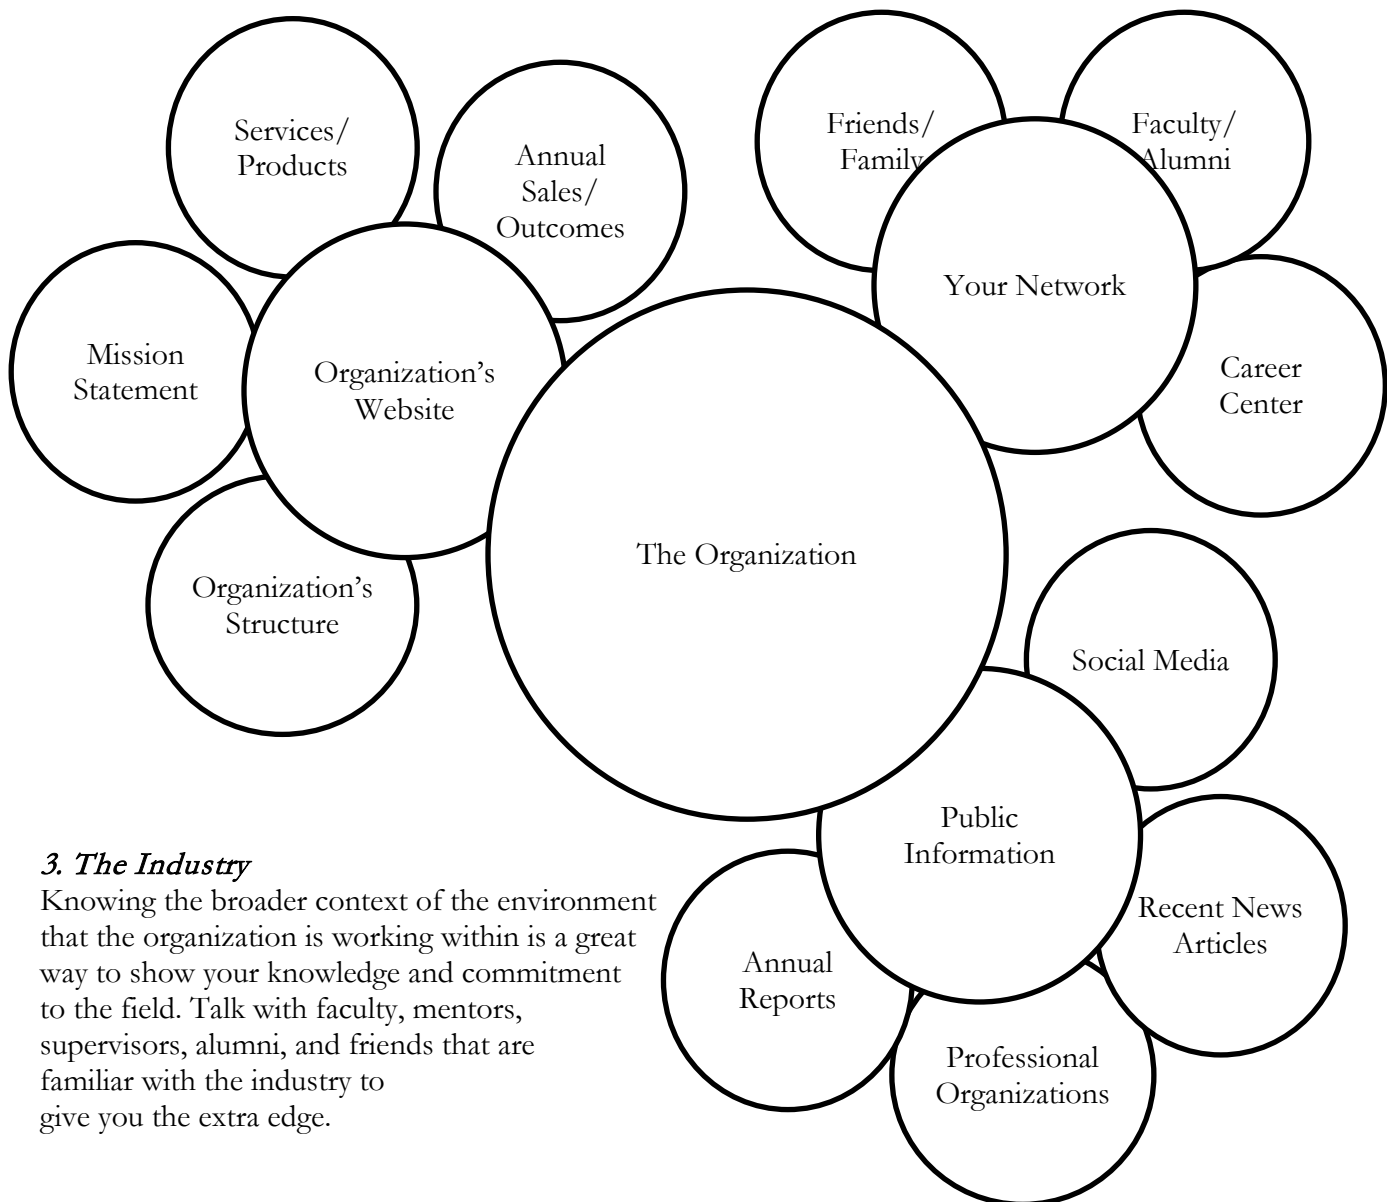 Services/
Products
Annual
Sales/
Outcomes
Mission
Statement
Organization’s
Website
Organization’s
Structure
The Organization
Friends/
Family
Faculty/
Alumni
Your Network
Career
Center
Social Media
Public
Information
Recent News
Articles
Annual
Reports
Professional
Organizations
3. The Industry
Knowing the broader context of the environment
that the organization is working within is a great
way to show your knowledge and commitment
to the field. Talk with faculty, mentors,
supervisors, alumni, and friends that are
familiar with the industry to
give you the extra edge.